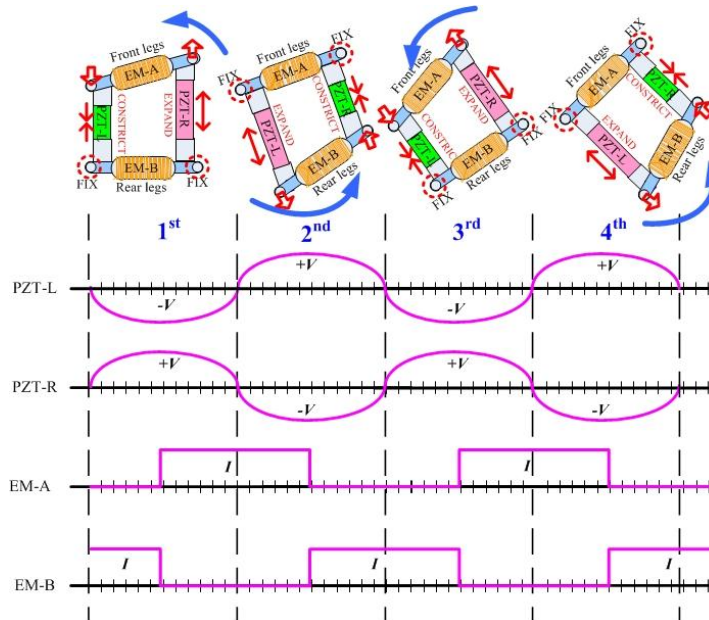 Front legs
EM-A
PZT-L
CONSTRICT
EXPAND
PZT-R
EM-B
FIX
Rear legs
FIX
FIX
Front legs
EM-A
FIX
EXPAND
PZT-L
CONSTRICT
PZT-R
EM-B
Rear legs
Front legs
EM-A
PZT-R
EXPAND
CONSTRICT
PZT-L
FIX
EM-B
Rear legs
FIX
FIX
Front legs
EM-A
PZT-R
CONSTRICT
FIX
EXPAND
PZT-L
EM-B
Rear legs
1st 2nd 3rd 4th
PZT-L -V +V -V +V
PZT-R +V -V +V -V
EM-A I I
EM-B I I I